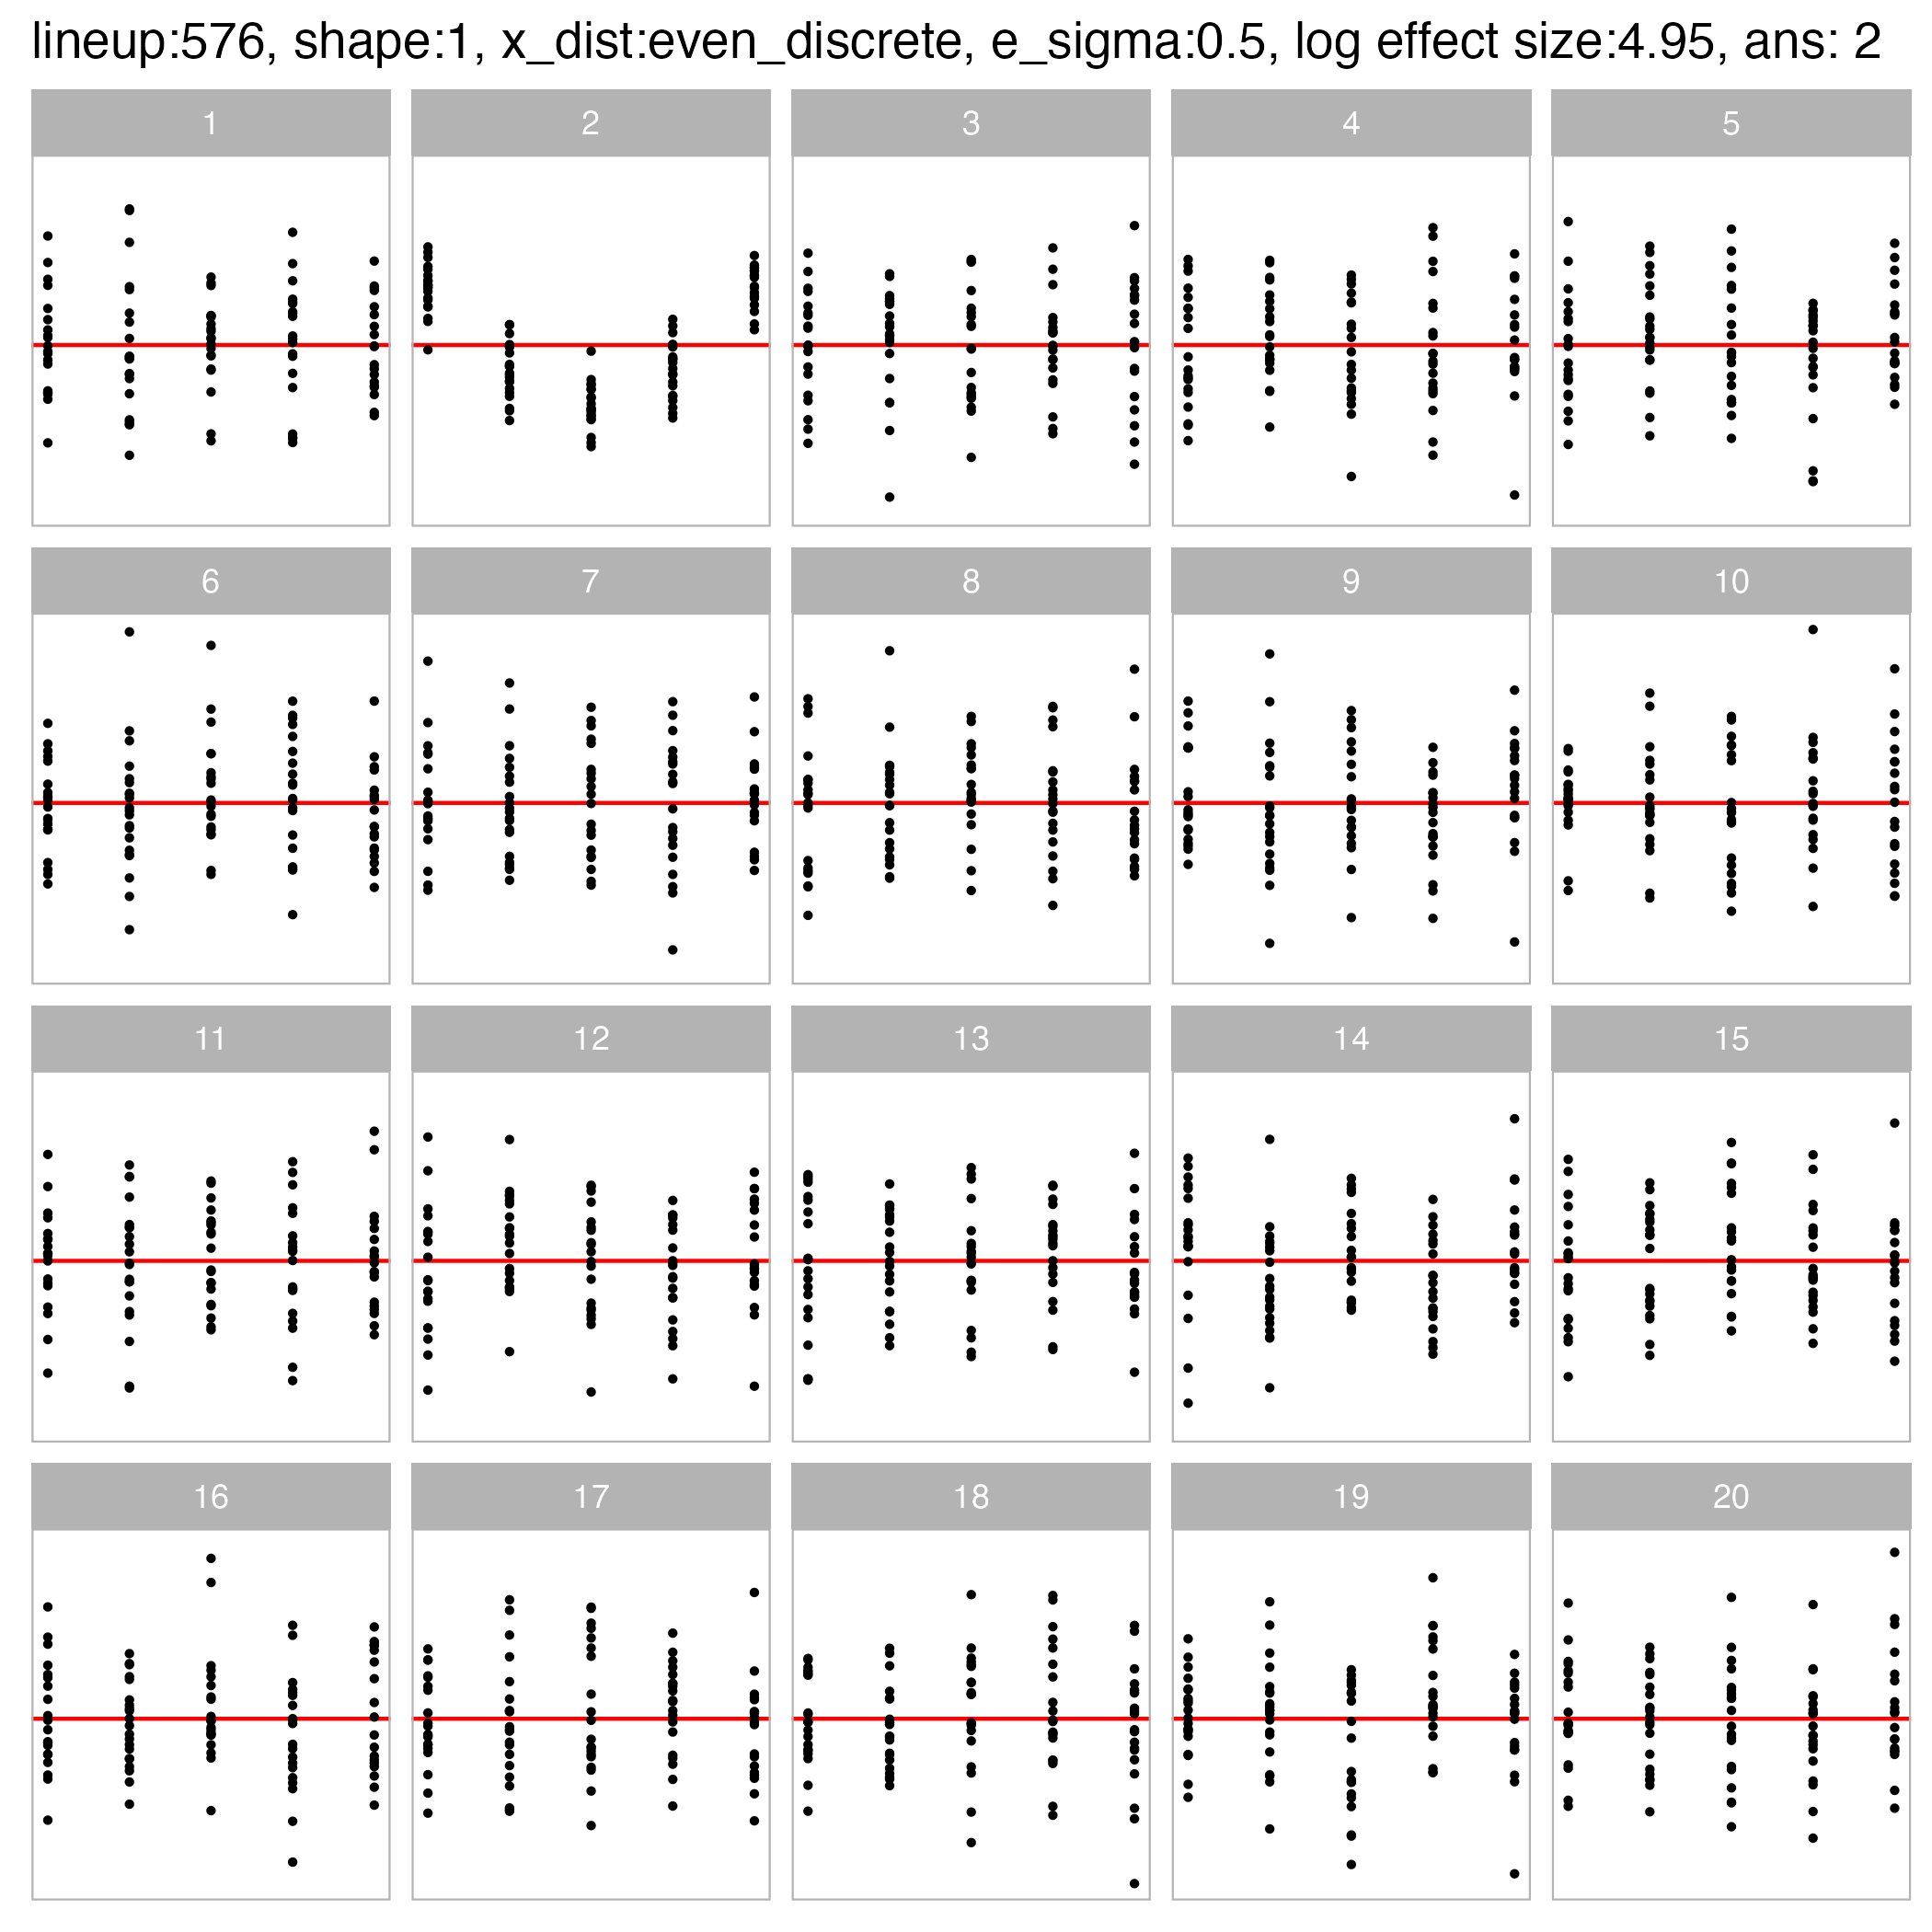 lineup:576, shape:1, x_dist:even_discrete, e_sigma:0.5, log effect size:4.95, ans: 2
1 2 3 4 5
6 7 8 9 10
11 12 13 14 15
16 17 18 19 20